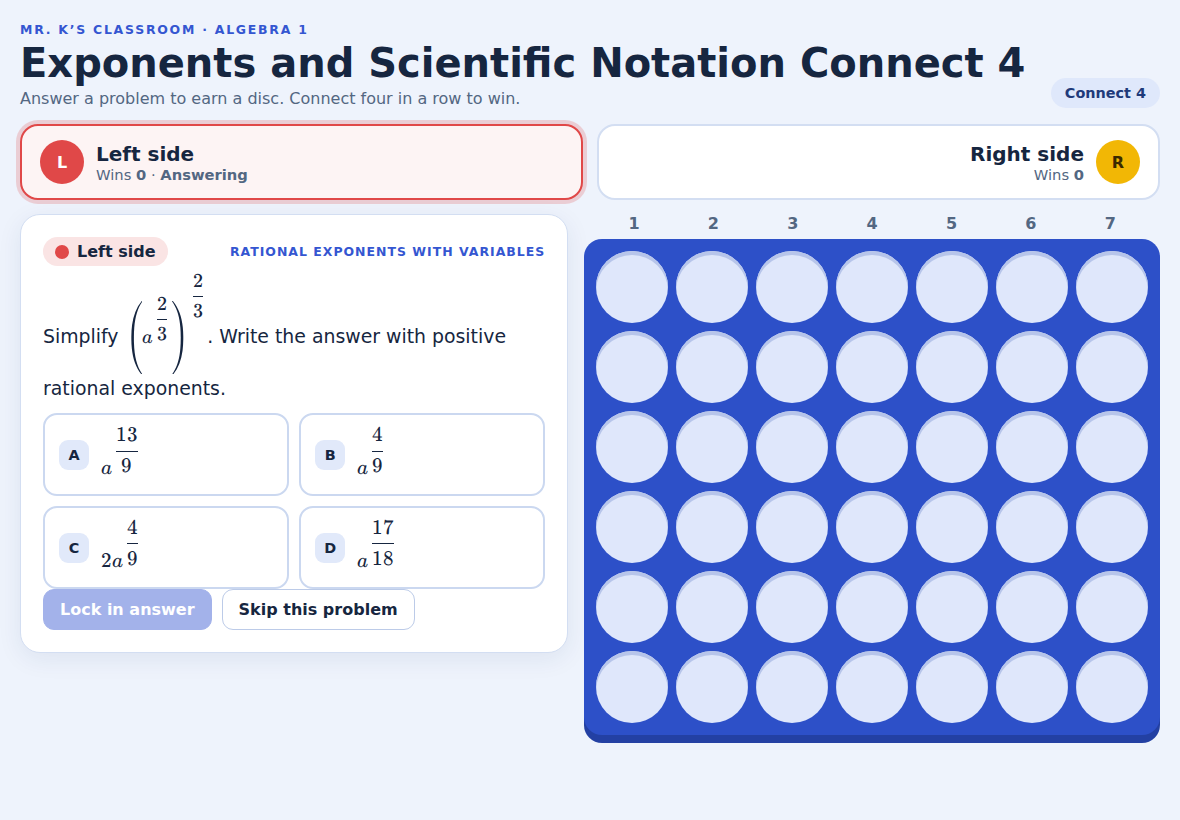 MR. K’S CLASSROOM · ALGEBRA 1
Exponents and Scientific Notation Connect 4
Answer a problem to earn a disc. Connect four in a row to win.
Connect 4
L
Left side
Wins 0 · Answering
Right side
Wins 0
R
Left side
RATIONAL EXPONENTS WITH VARIABLES
Simplify (a^(2/3))^(2/3). Write the answer with positive
rational exponents.
A a^(13/9)
B a^(4/9)
C 2a^(4/9)
D a^(17/18)
Lock in answer
Skip this problem
1 2 3 4 5 6 7